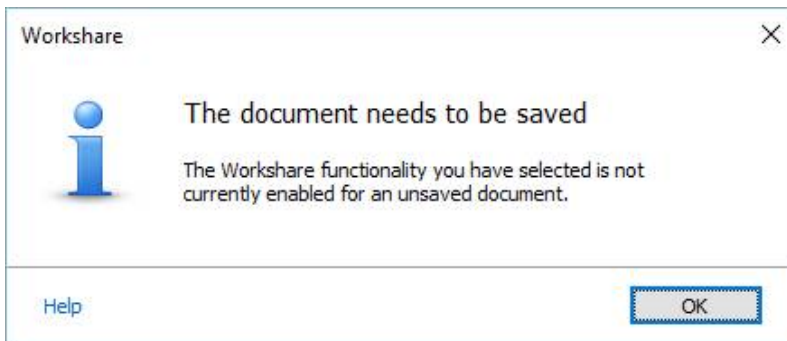 Workshare
The document needs to be saved
The Workshare functionality you have selected is not
currently enabled for an unsaved document.
Help
OK